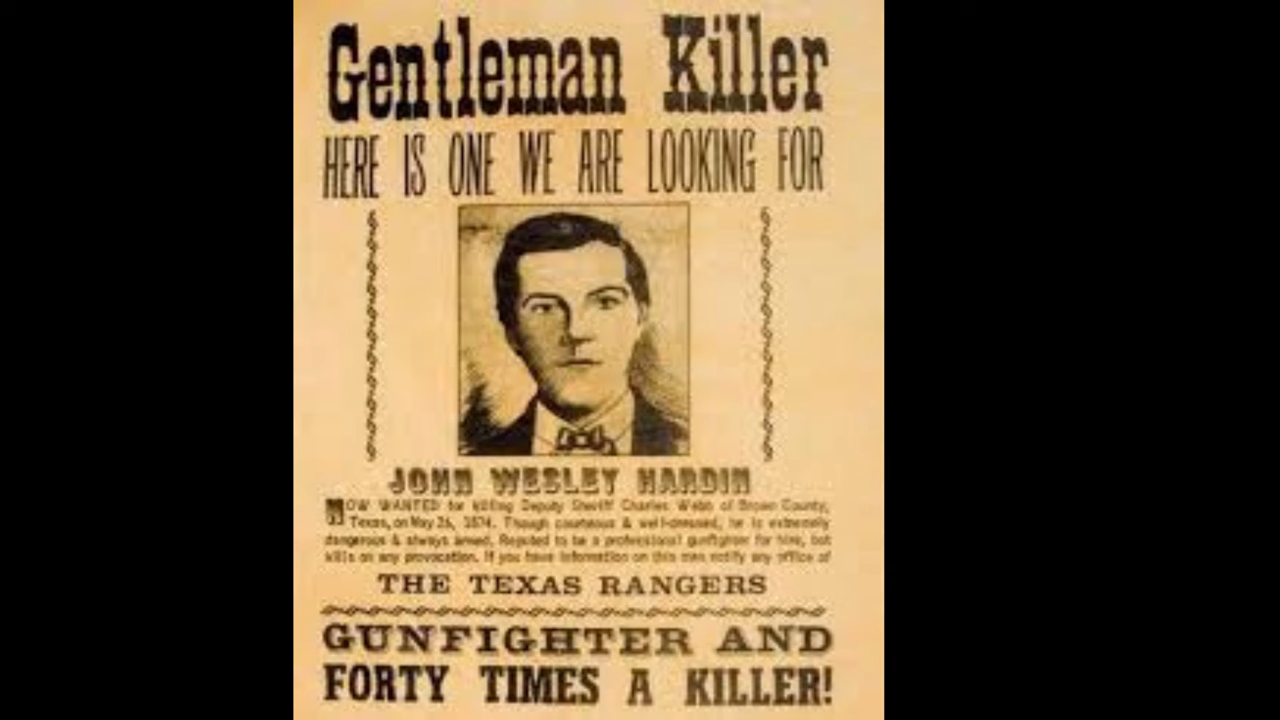 Gentleman Killer
HERE IS ONE WE ARE LOOKING FOR
JOHN WESLEY HARDIN
NOW WANTED for killing Deputy Sheriff Charles Webb of Brown County,
Texas, on May 26, 1874. Though courteous & well-dressed, he is extremely
dangerous & always armed. Reputed to be a professional gunfighter for hire, but
kills on any provocation. If you have information on this man notify any office of
THE TEXAS RANGERS
GUNFIGHTER AND
FORTY TIMES A KILLER!